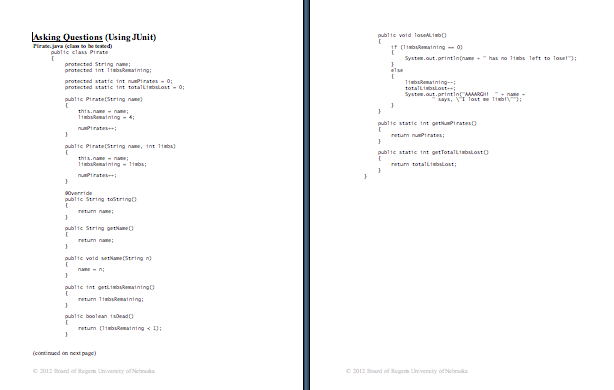 Asking Questions (Using JUnit)
Pirate.java (class to be tested)
public class Pirate
{
protected String name;
protected int limbsRemaining;
protected static int numPirates = 0;
protected static int totalLimbsLost = 0;
public Pirate(String name)
{
this.name = name;
limbsRemaining = 4;
numPirates++;
}
public Pirate(String name, int limbs)
{
this.name = name;
limbsRemaining = limbs;
numPirates++;
}
@Override
public String toString()
{
return name;
}
public String getName()
{
return name;
}
public void setName(String n)
{
name = n;
}
public int getLimbsRemaining()
{
return limbsRemaining;
}
public boolean isDead()
{
return (limbsRemaining < 1);
}
(continued on next page)
© 2012 Board of Regents University of Nebraska
public void loseALimb()
{
if (limbsRemaining == 0)
{
System.out.println(name + " has no limbs left to lose!");
}
else
{
limbsRemaining--;
totalLimbsLost++;
System.out.println("AAAARGH! " + name +
" says, \"I lost me limb!\"");
}
}
public static int getNumPirates()
{
return numPirates;
}
public static int getTotalLimbsLost()
{
return totalLimbsLost;
}
}
© 2012 Board of Regents University of Nebraska